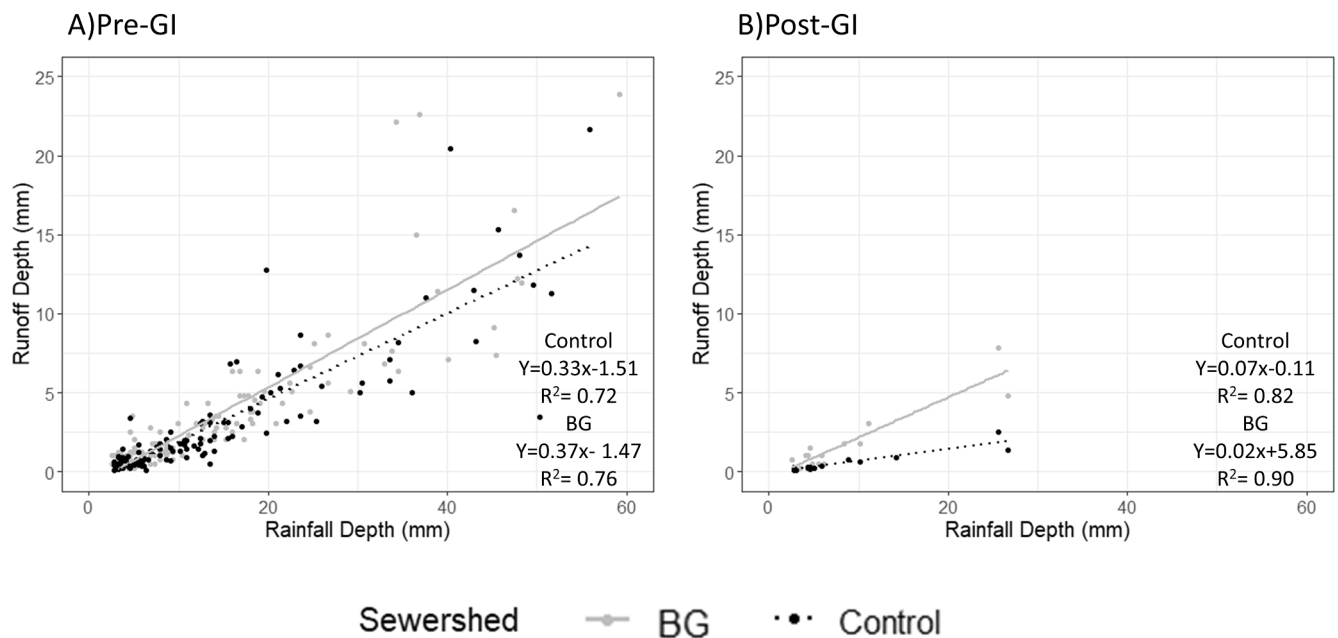 A)Pre-GI
B)Post-GI
25
20
15
10
5
0
Runoff Depth (mm)
Control
Y=0.33x-1.51
R²= 0.72
BG
Y=0.37x- 1.47
R²= 0.76
0 20 40 60
Rainfall Depth (mm)
25
20
15
10
5
0
Runoff Depth (mm)
Control
Y=0.07x-0.11
R²= 0.82
BG
Y=0.02x+5.85
R²= 0.90
0 20 40 60
Rainfall Depth (mm)
Sewershed BG Control